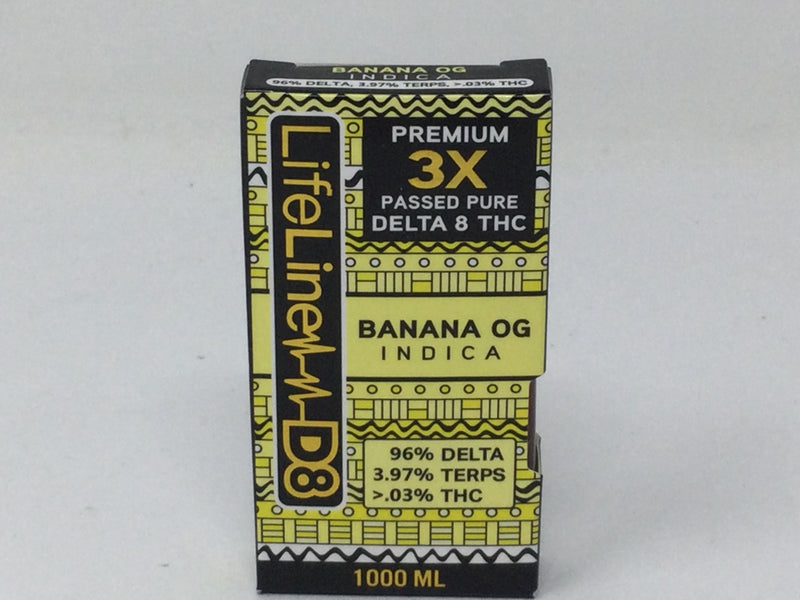 BANANA OG
INDICA
96% DELTA, 3.97% TERPS, >.03% THC
LifeLine D8
PREMIUM
3X
PASSED PURE
DELTA 8 THC
BANANA OG
INDICA
96% DELTA
3.97% TERPS
>.03% THC
1000 ML